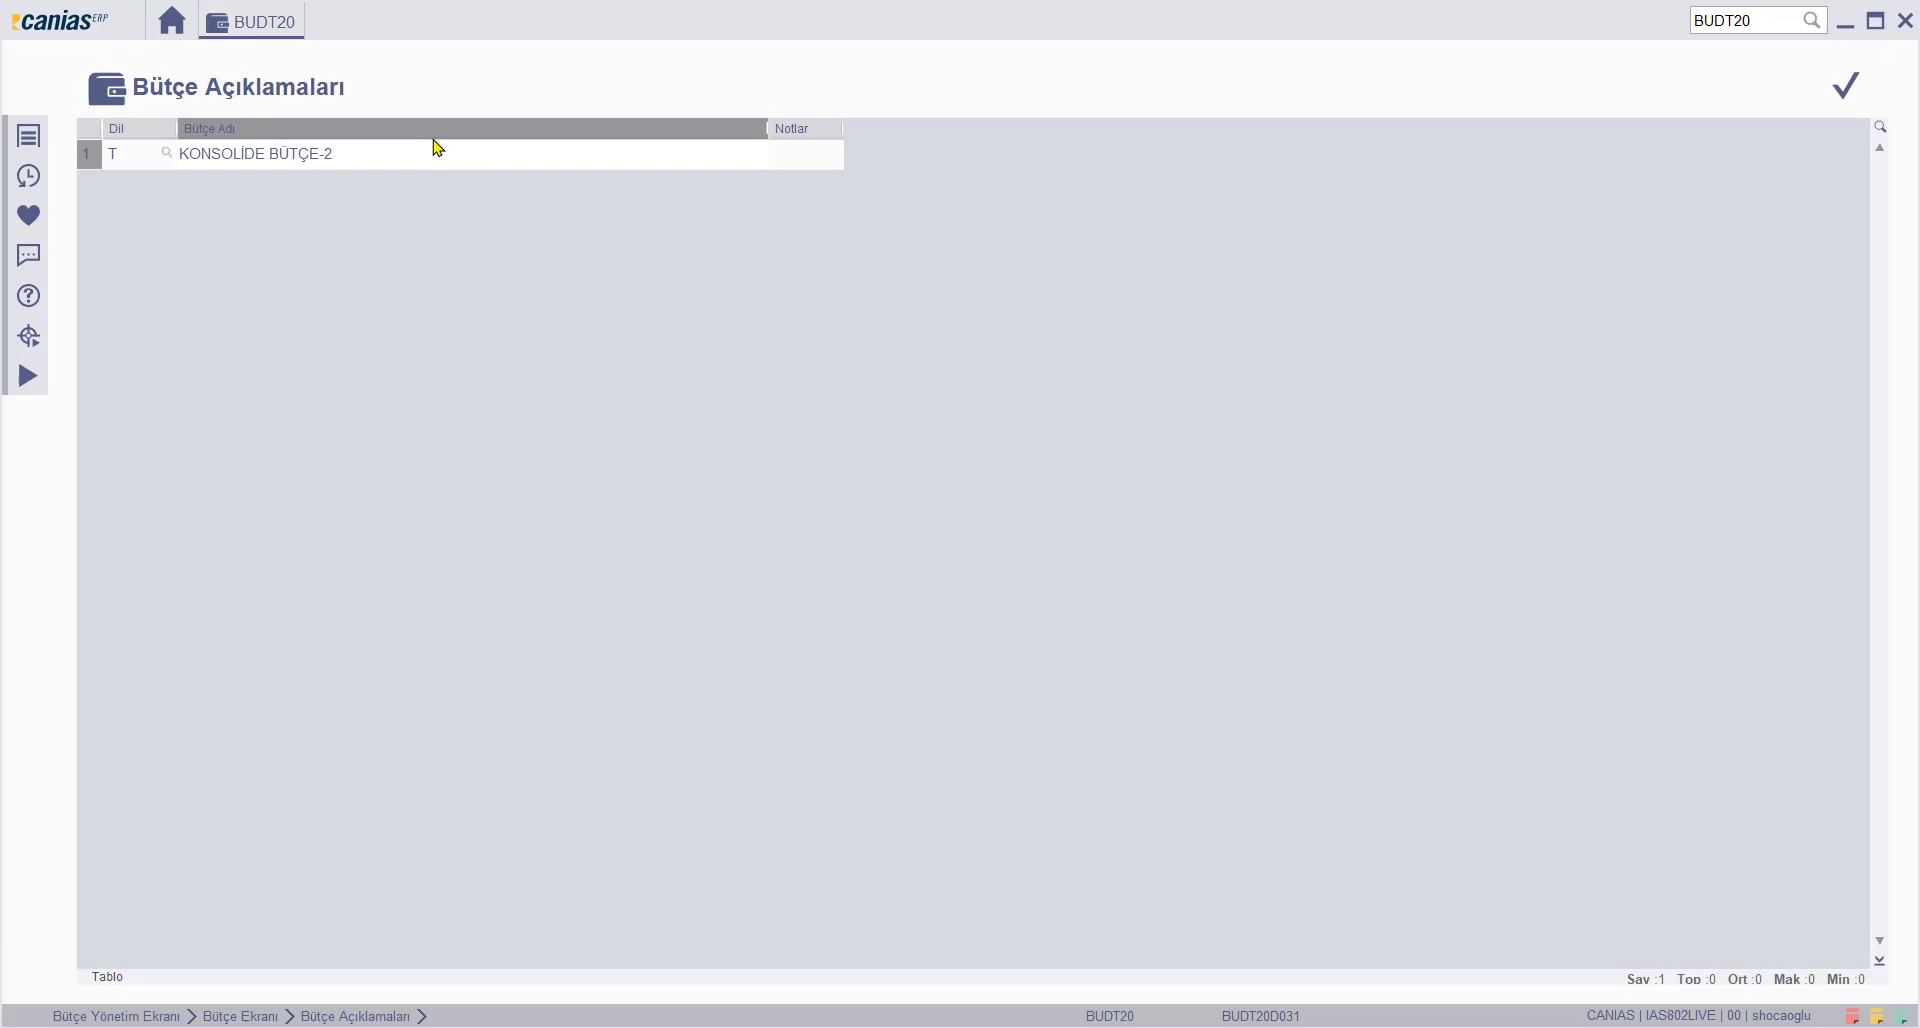 canias ERP
BUDT20
BUDT20
Bütçe Açıklamaları
Dil
Bütçe Adı
Notlar
1
T
KONSOLİDE BÜTÇE-2
Tablo
Say :1 Top :0 Ort :0 Mak :0 Min :0
Bütçe Yönetim Ekranı
Bütçe Ekranı
Bütçe Açıklamaları
BUDT20
BUDT20D031
CANIAS | IAS802LIVE | 00 | shocaoglu